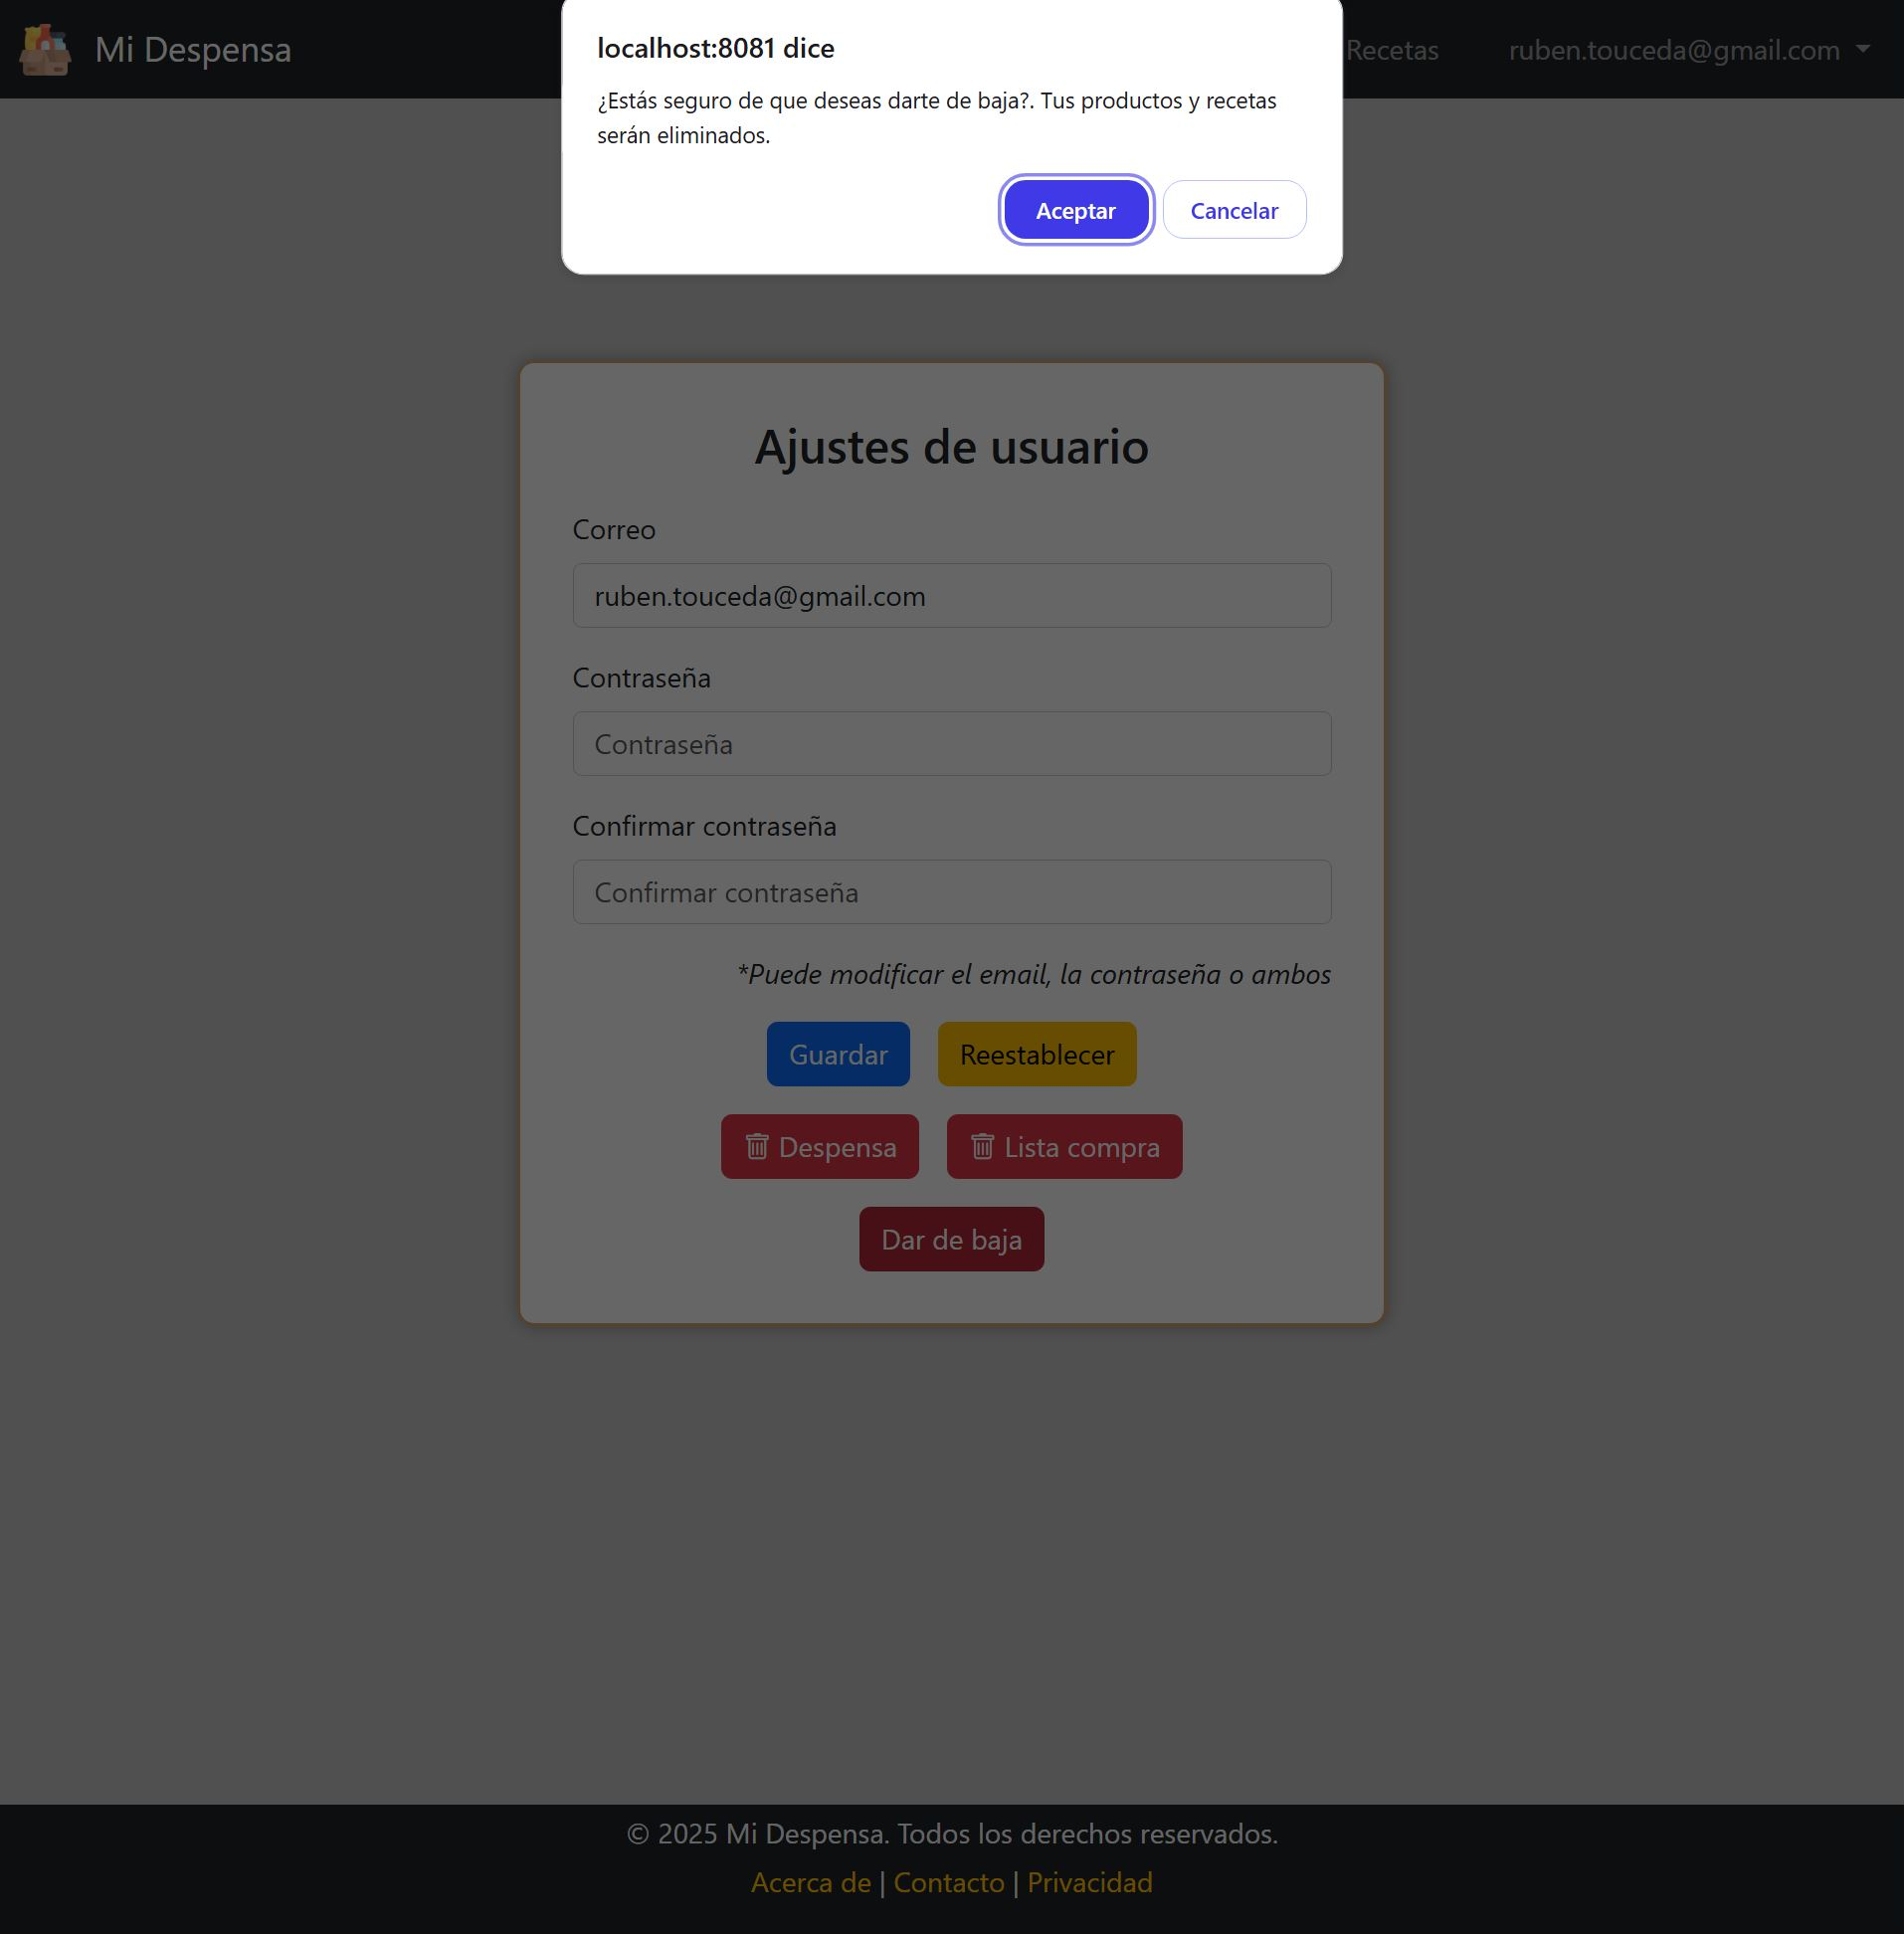 Mi Despensa
Recetas
ruben.touceda@gmail.com
localhost:8081 dice
¿Estás seguro de que deseas darte de baja?. Tus productos y recetas
serán eliminados.
Aceptar
Cancelar
Ajustes de usuario
Correo
ruben.touceda@gmail.com
Contraseña
Contraseña
Confirmar contraseña
Confirmar contraseña
*Puede modificar el email, la contraseña o ambos
Guardar
Reestablecer
Despensa
Lista compra
Dar de baja
© 2025 Mi Despensa. Todos los derechos reservados.
Acerca de | Contacto | Privacidad